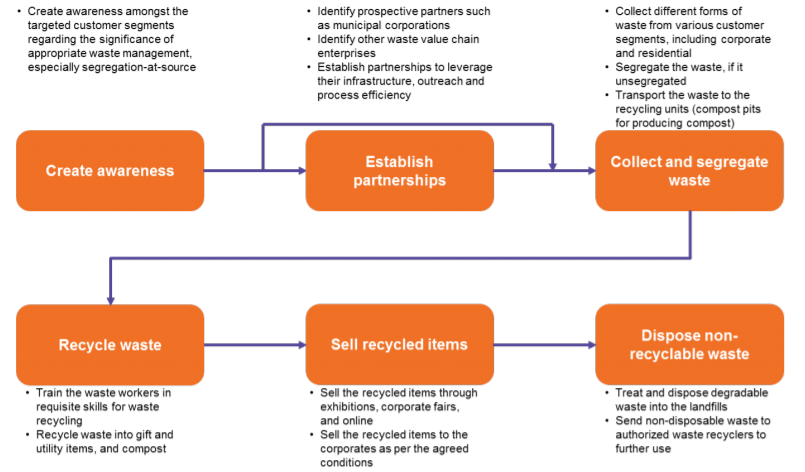 • Create awareness amongst the
targeted customer segments
regarding the significance of
appropriate waste management,
especially segregation-at-source
• Identify prospective partners such
as municipal corporations
• Identify other waste value chain
enterprises
• Establish partnerships to leverage
their infrastructure, outreach and
process efficiency
• Collect different forms of
waste from various customer
segments, including corporate
and residential
• Segregate the waste, if it
unsegregated
• Transport the waste to the
recycling units (compost pits
for producing compost)
Create awareness
Establish
partnerships
Collect and segregate
waste
Recycle waste
Sell recycled items
Dispose non-
recyclable waste
• Train the waste workers in
requisite skills for waste
recycling
• Recycle waste into gift and
utility items, and compost
• Sell the recycled items through
exhibitions, corporate fairs,
and online
• Sell the recycled items to the
corporates as per the agreed
conditions
• Treat and dispose degradable
waste into the landfills
• Send non-disposable waste to
authorized waste recyclers to
further use